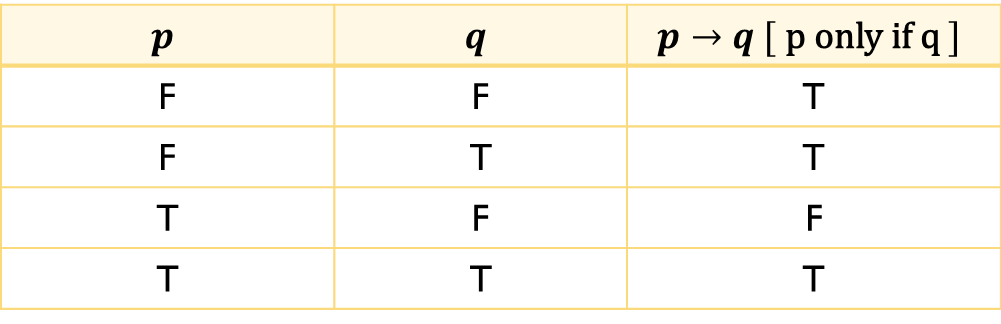 p q p → q [ p only if q ]
F F T
F T T
T F F
T T T